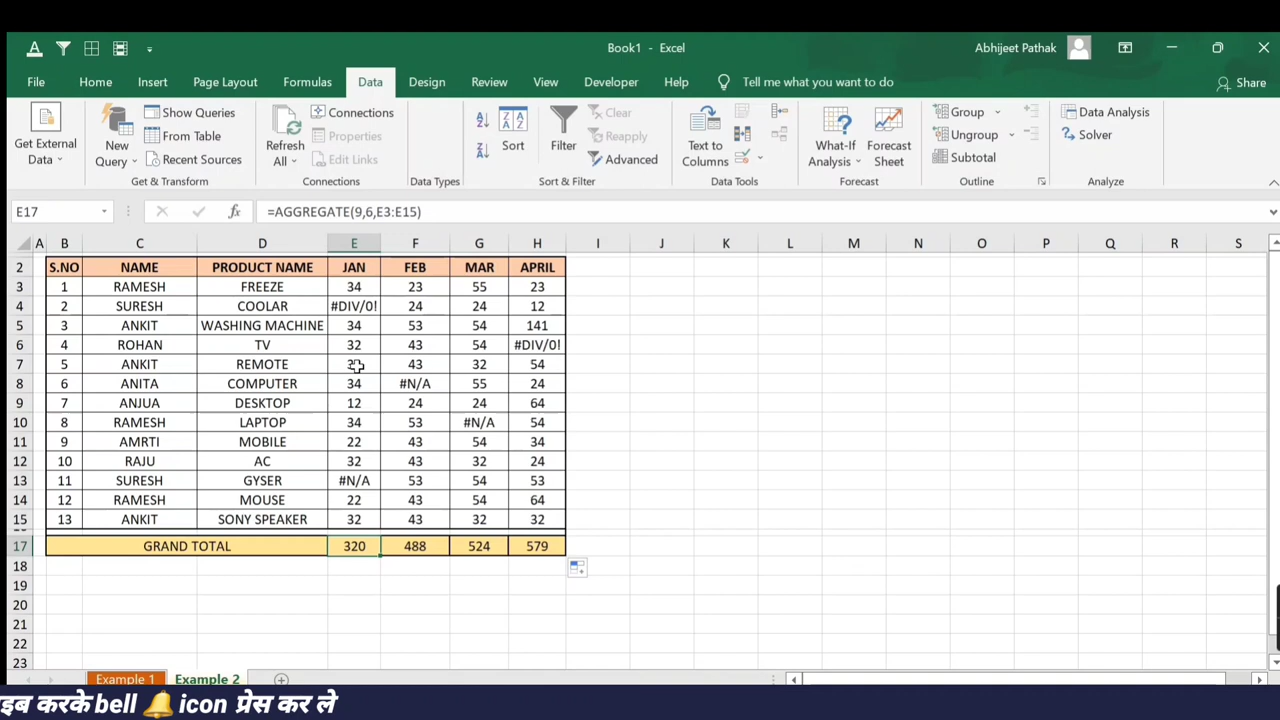 Book1 - Excel
Abhijeet Pathak
File Home Insert Page Layout Formulas Data Design Review View Developer Help Tell me what you want to do Share
Get External Data
New Query
Show Queries
From Table
Recent Sources
Get & Transform
Refresh All
Connections
Properties
Edit Links
Connections
Data Types
Sort
Filter
Clear
Reapply
Advanced
Sort & Filter
Text to Columns
Data Tools
What-If Analysis
Forecast Sheet
Forecast
Group
Ungroup
Subtotal
Outline
Data Analysis
Solver
Analyze
E17 fx =AGGREGATE(9,6,E3:E15)
A B C D E F G H I J K L M N O P Q R S
2 S.NO NAME PRODUCT NAME JAN FEB MAR APRIL
3 1 RAMESH FREEZE 34 23 55 23
4 2 SURESH COOLAR #DIV/0! 24 24 12
5 3 ANKIT WASHING MACHINE 34 53 54 141
6 4 ROHAN TV 32 43 54 #DIV/0!
7 5 ANKIT REMOTE 43 32 54
8 6 ANITA COMPUTER 34 #N/A 55 24
9 7 ANJUA DESKTOP 12 24 24 64
10 8 RAMESH LAPTOP 34 53 #N/A 54
11 9 AMRTI MOBILE 22 43 54 34
12 10 RAJU AC 32 43 32 24
13 11 SURESH GYSER #N/A 53 54 53
14 12 RAMESH MOUSE 22 43 54 64
15 13 ANKIT SONY SPEAKER 32 43 32 32
17 GRAND TOTAL 320 488 524 579
18
19
20
21
22
23
Example 1 Example 2
इब करके bell 🔔 icon प्रेस कर ले